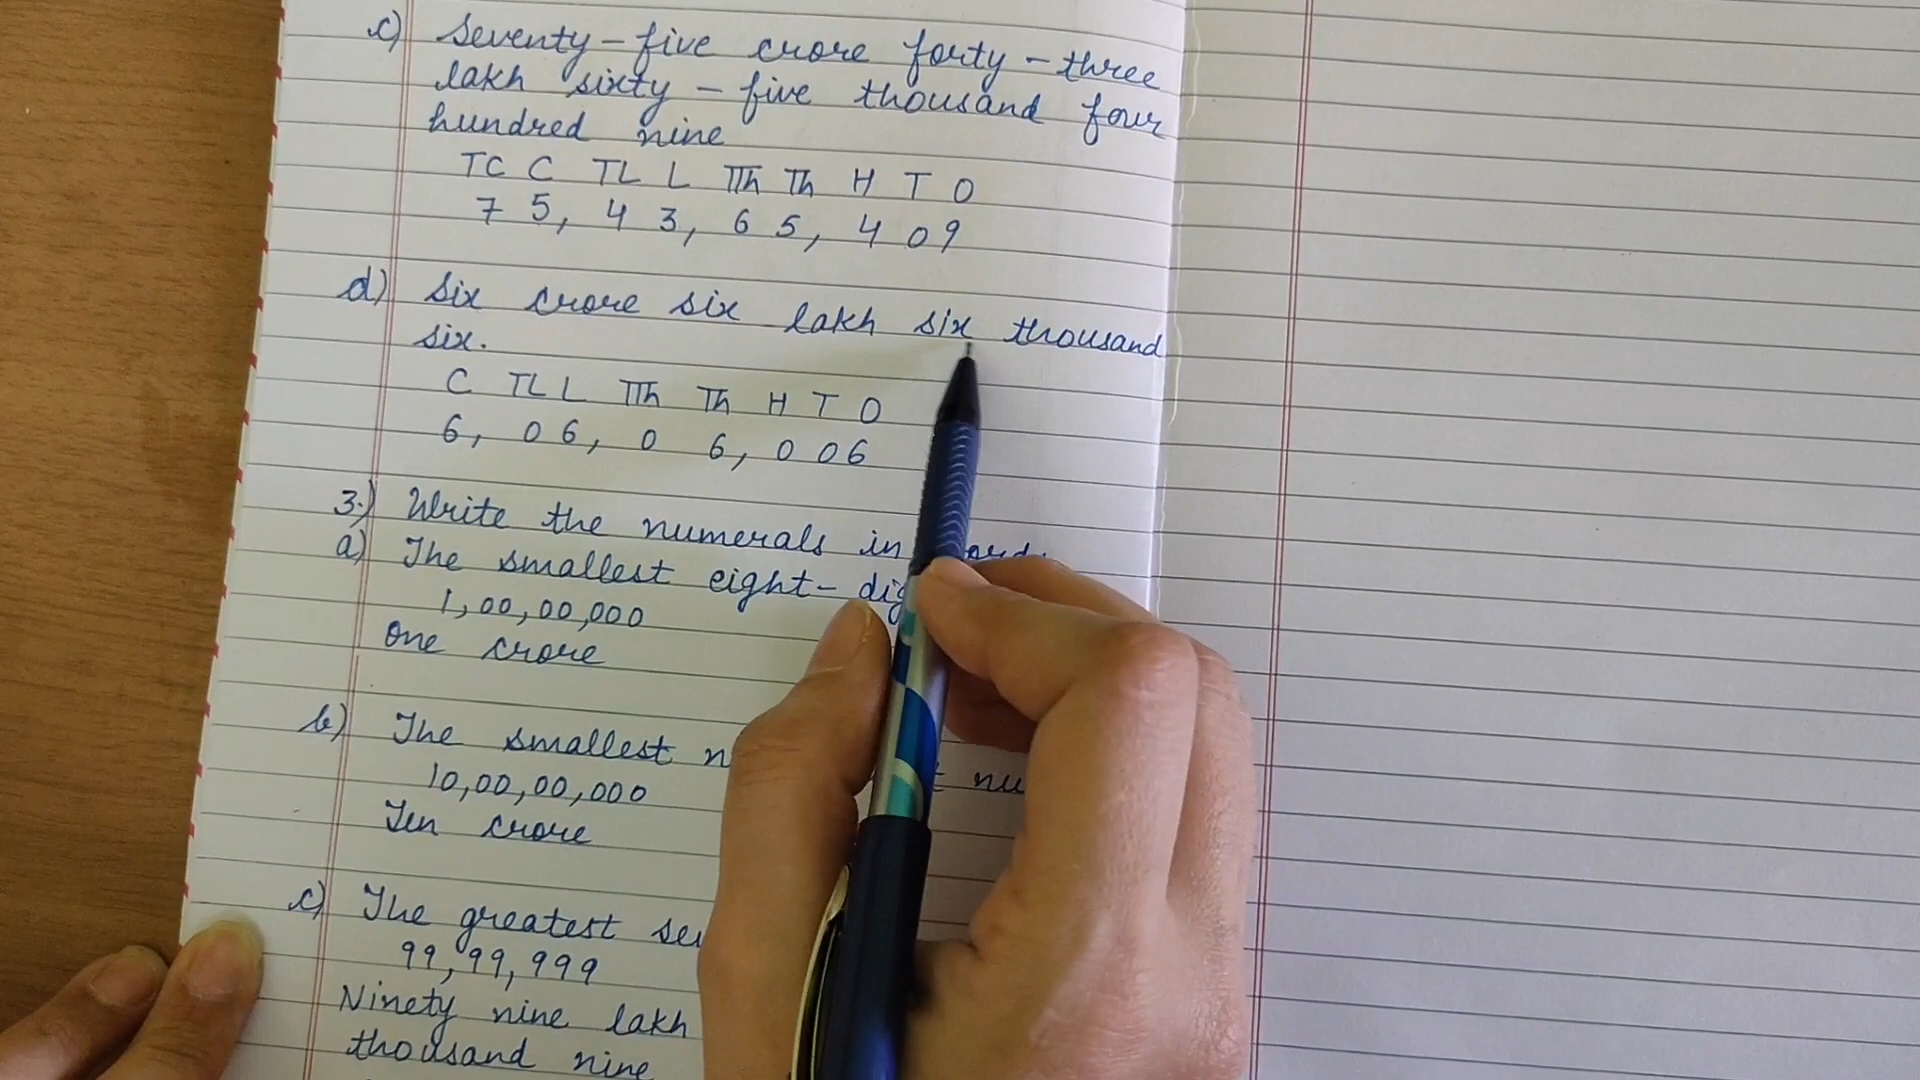 c) Seventy-five crore forty-three
lakh sixty-five thousand four
hundred nine
TC C TL L TTh Th H T O
7 5, 4 3, 6 5, 4 0 9
d) Six crore six lakh six thousand
six.
C TL L TTh Th H T O
6, 0 6, 0 6, 0 0 6
3.) Write the numerals in
a) The smallest eight-
1,00,00,000
One crore
b) The smallest
10,00,00,000
Ten crore
c) The greatest
99,99,999
Ninety nine lakh
thousand nine